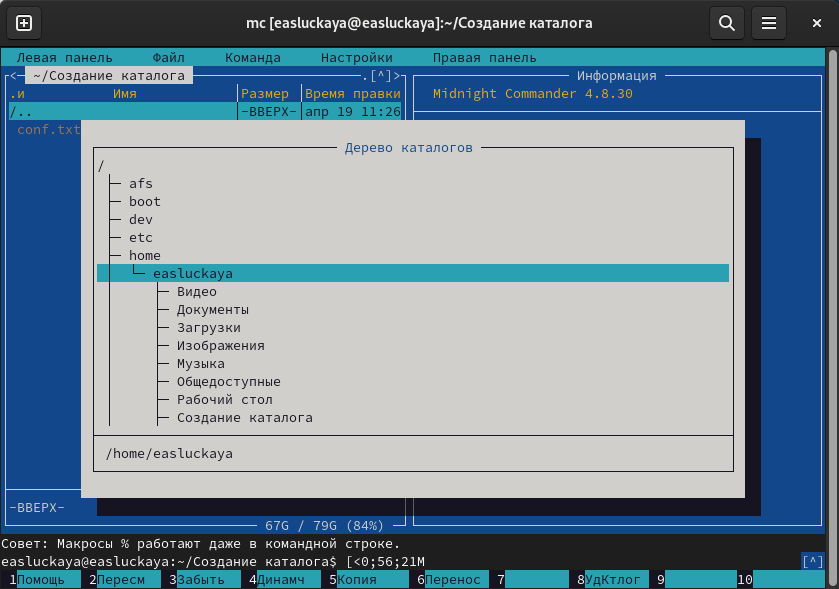 mc [easluckaya@easluckaya]:~/Создание каталога
Левая панель Файл Команда Настройки Правая панель
<─ ~/Создание каталога .[^]>
.и Имя Размер Время правки
/.. -ВВЕРХ- апр 19 11:26
conf.txt
Информация
Midnight Commander 4.8.30
Дерево каталогов
/
afs
boot
dev
etc
home
easluckaya
Видео
Документы
Загрузки
Изображения
Музыка
Общедоступные
Рабочий стол
Создание каталога
/home/easluckaya
-ВВЕРХ-
67G / 79G (84%)
Совет: Макросы % работают даже в командной строке.
easluckaya@easluckaya:~/Создание каталога$ [<0;56;21M [^]
1Помощь 2Пересм 3Забыть 4Динамч 5Копия 6Перенос 7 8УдКтлог 9 10